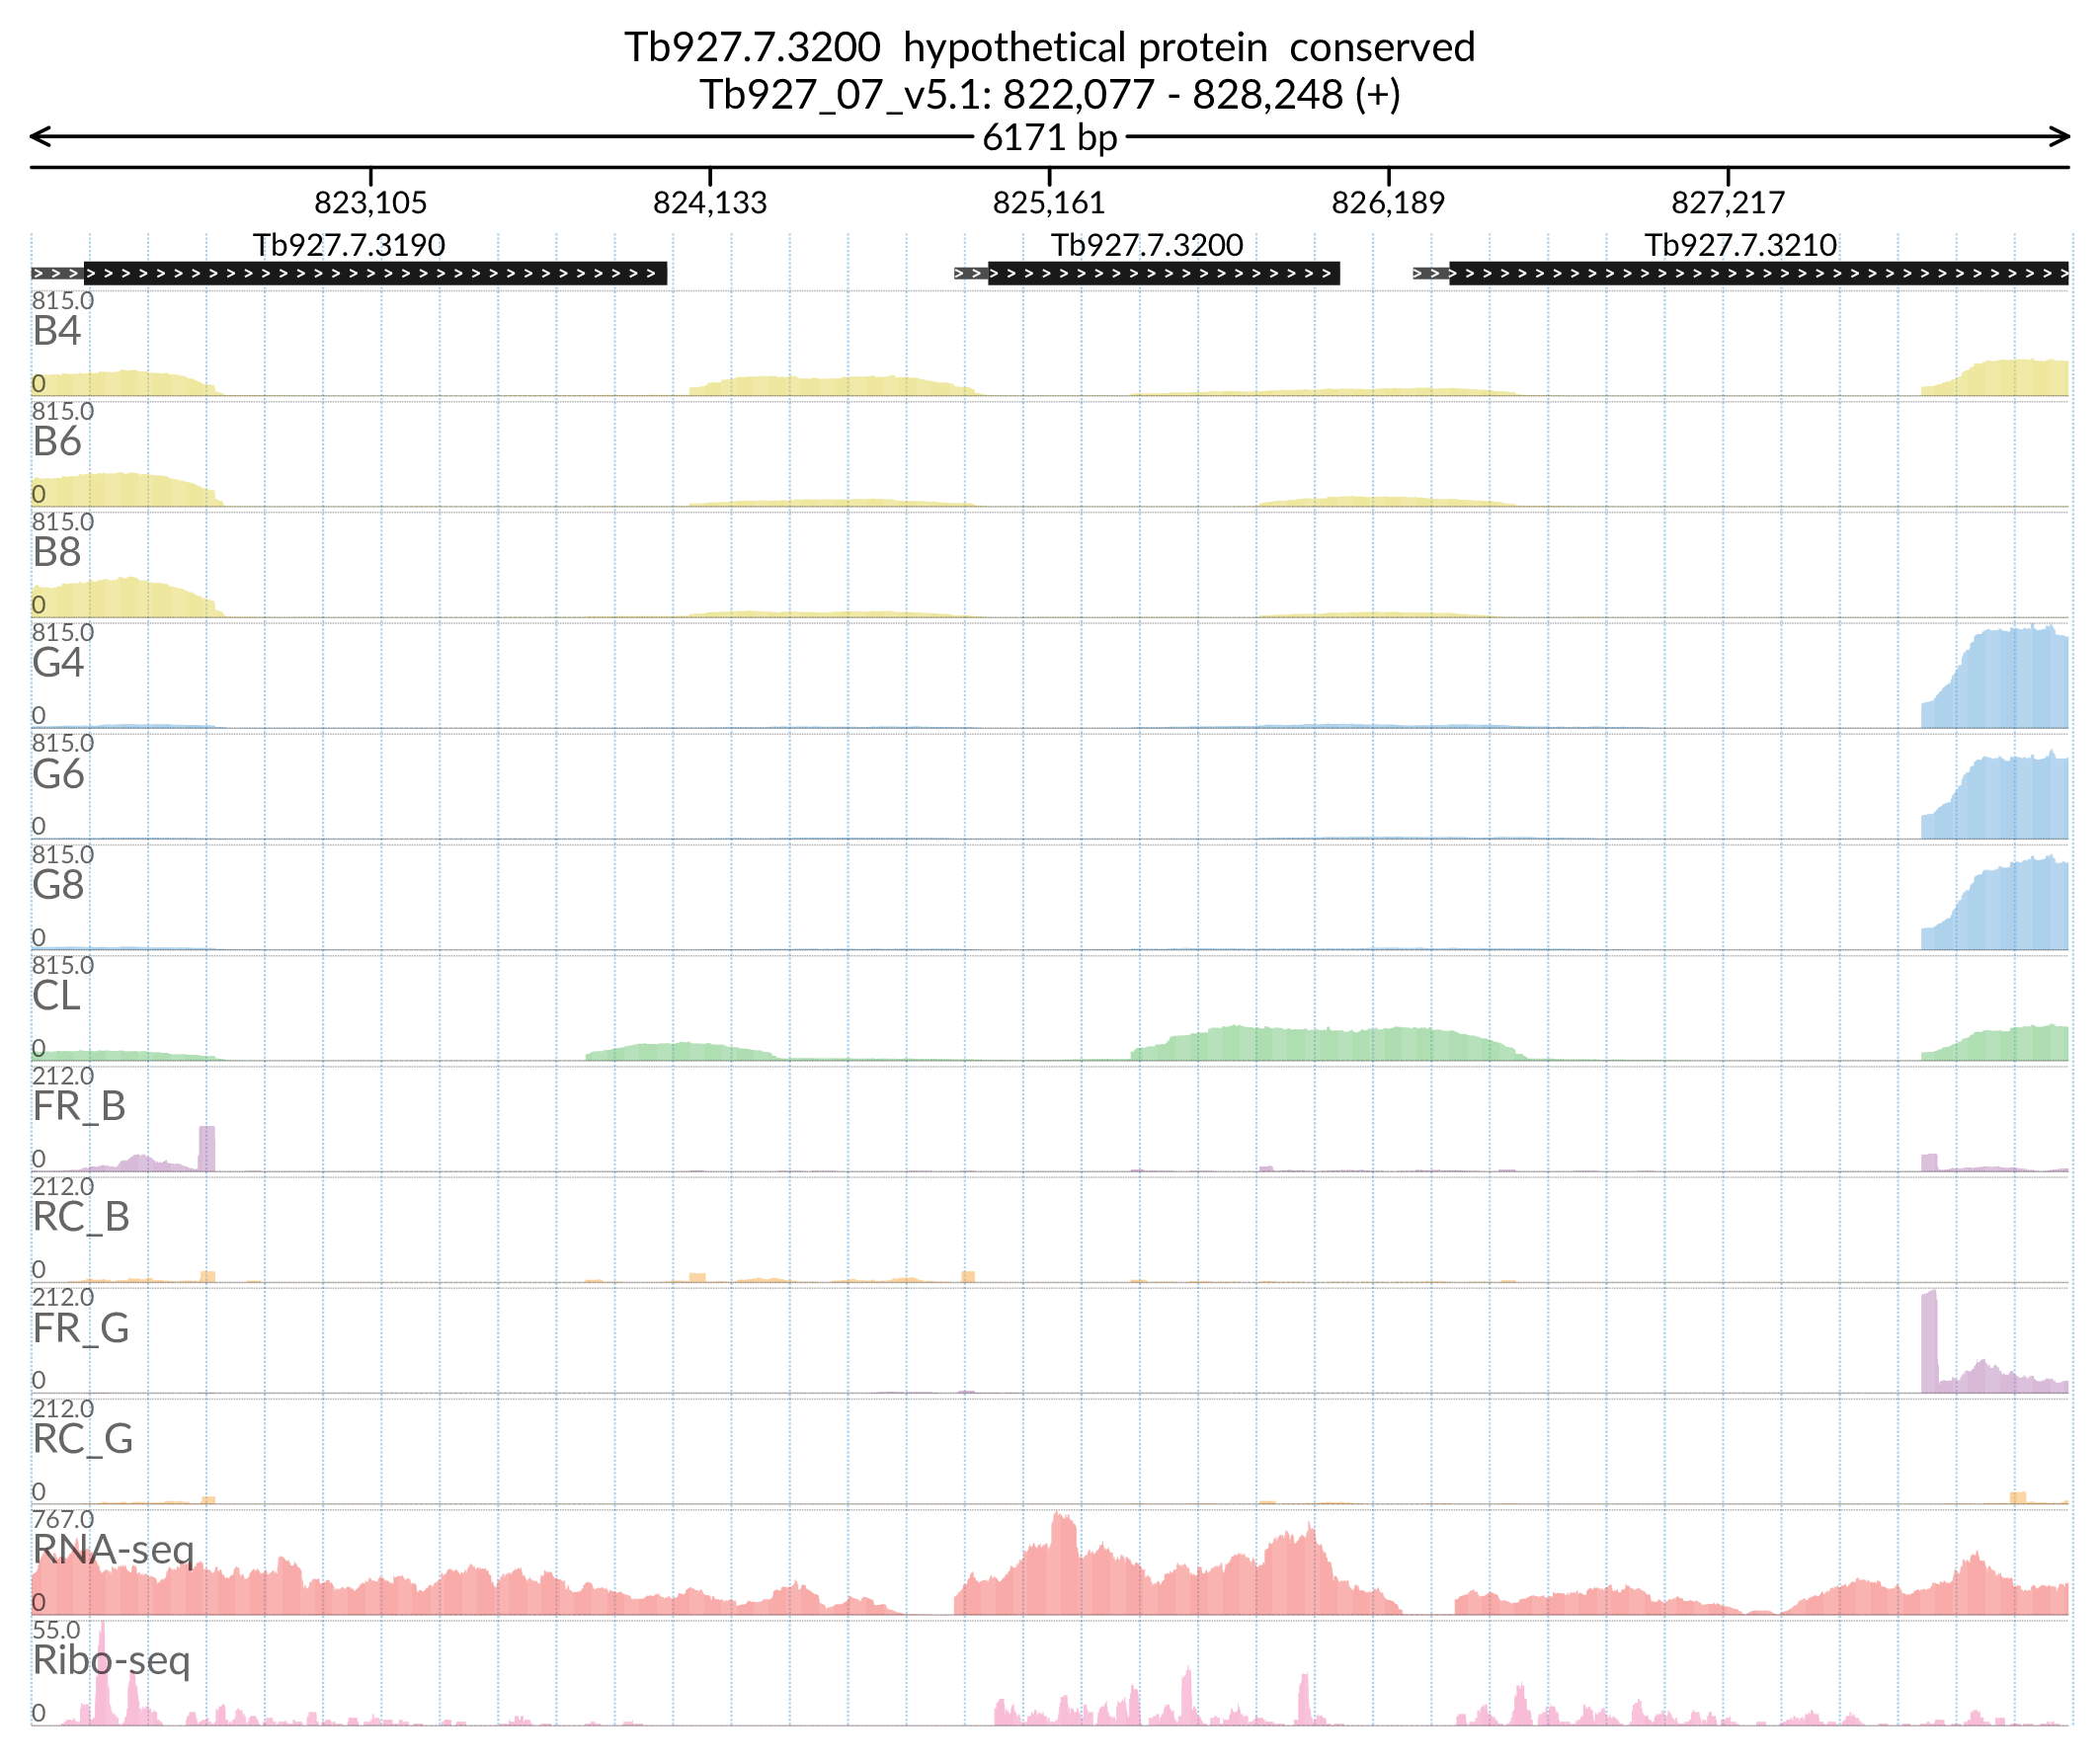 Tb927.7.3200  hypothetical protein  conserved
Tb927_07_v5.1: 822,077 - 828,248 (+)
6171 bp
823,105 824,133 825,161 826,189 827,217
Tb927.7.3190 Tb927.7.3200 Tb927.7.3210
815.0
B4
0
815.0
B6
0
815.0
B8
0
815.0
G4
0
815.0
G6
0
815.0
G8
0
815.0
CL
0
212.0
FR_B
0
212.0
RC_B
0
212.0
FR_G
0
212.0
RC_G
0
767.0
RNA-seq
0
55.0
Ribo-seq
0